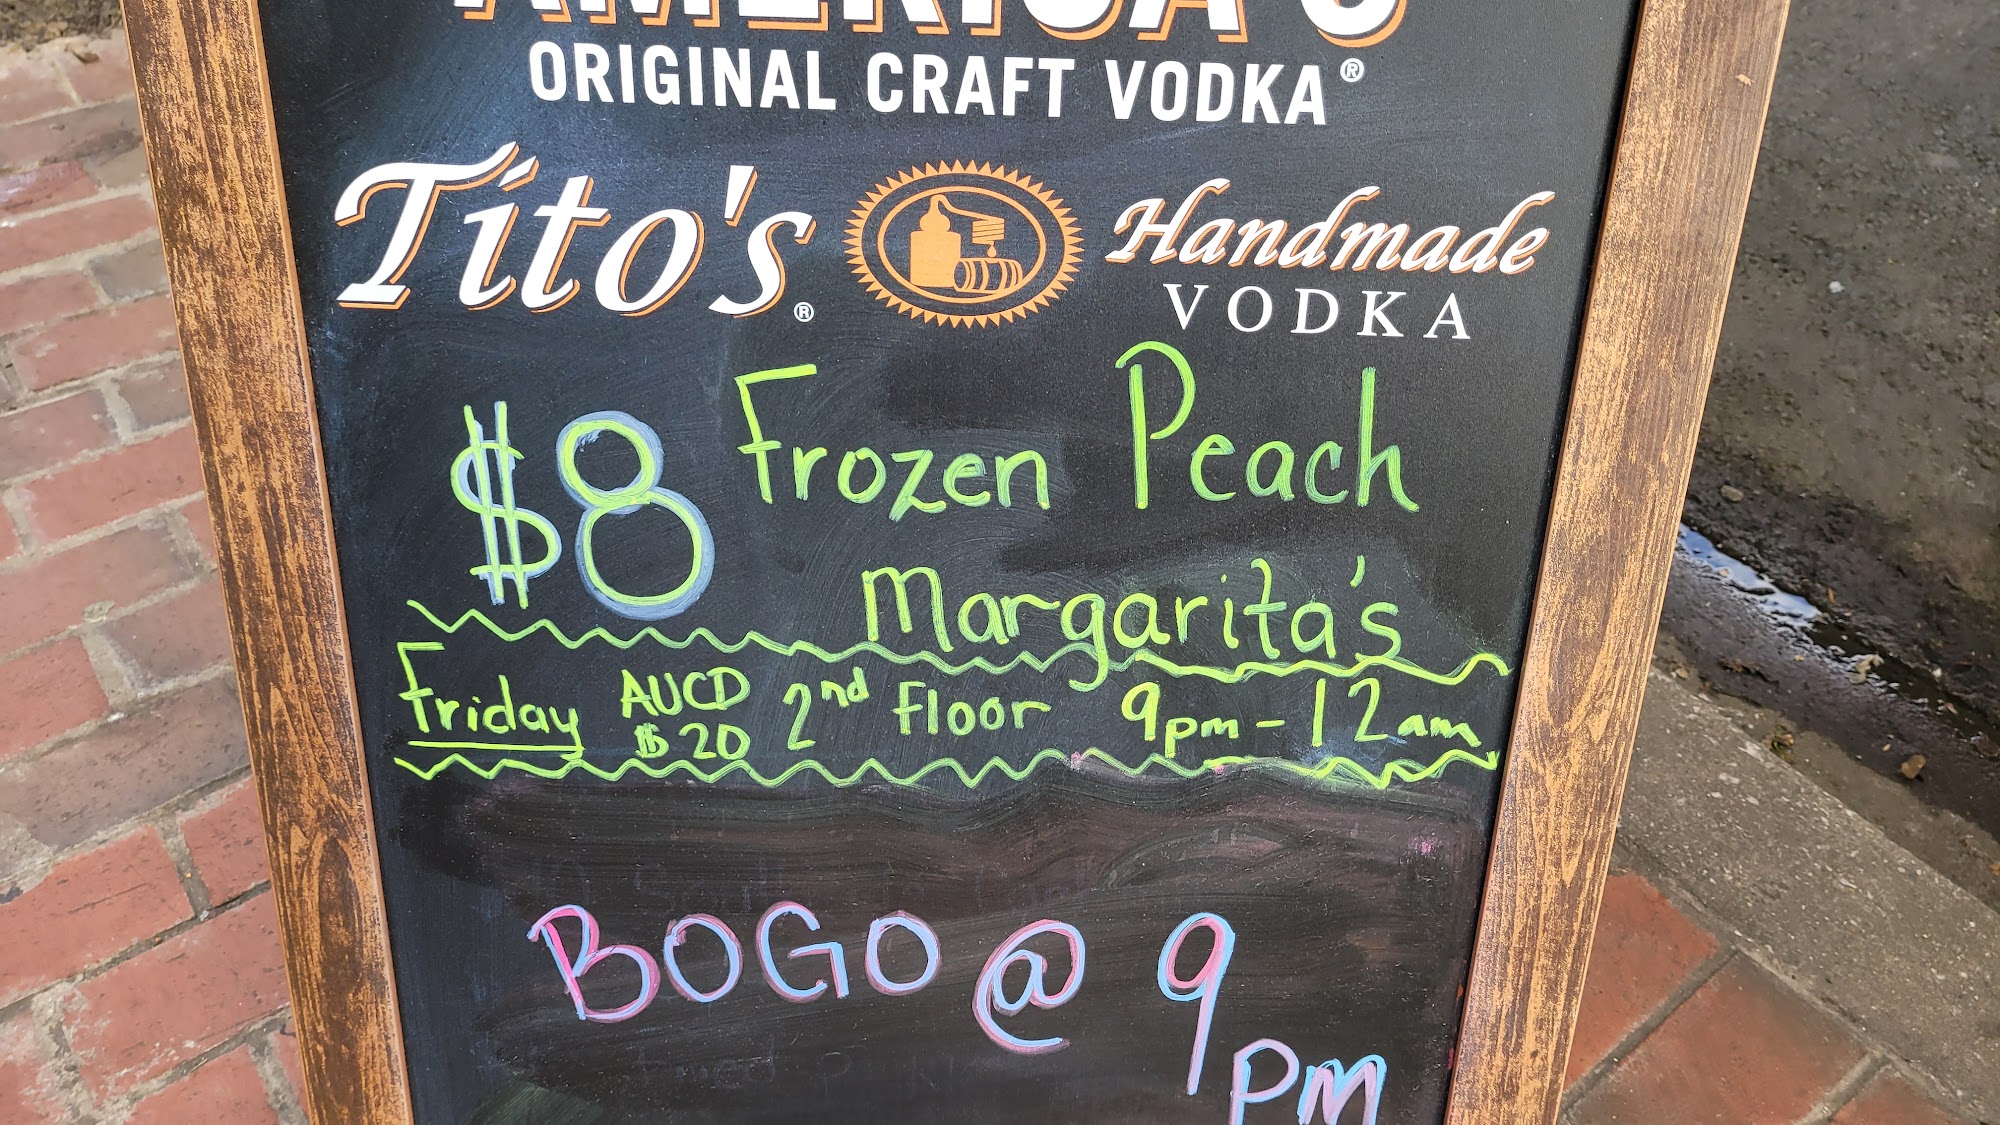 AMERICA'S
ORIGINAL CRAFT VODKA®
Tito's® Handmade
VODKA
$8 Frozen Peach
Margarita's
Friday AUCD $20 2nd Floor 9pm-12am
BOGO @ 9
pm